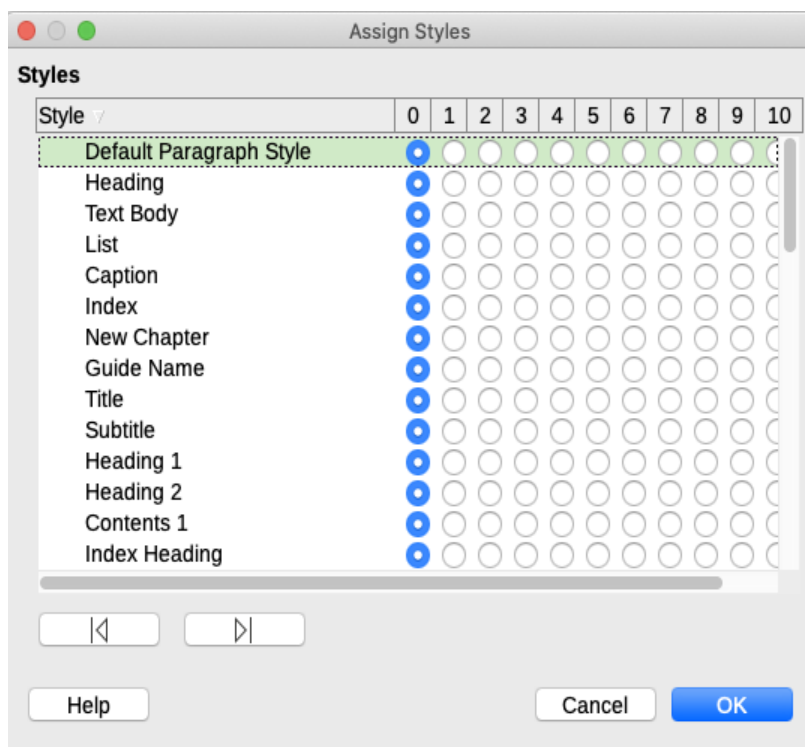 Assign Styles
Styles
Style 0 1 2 3 4 5 6 7 8 9 10
Default Paragraph Style
Heading
Text Body
List
Caption
Index
New Chapter
Guide Name
Title
Subtitle
Heading 1
Heading 2
Contents 1
Index Heading
Help Cancel OK